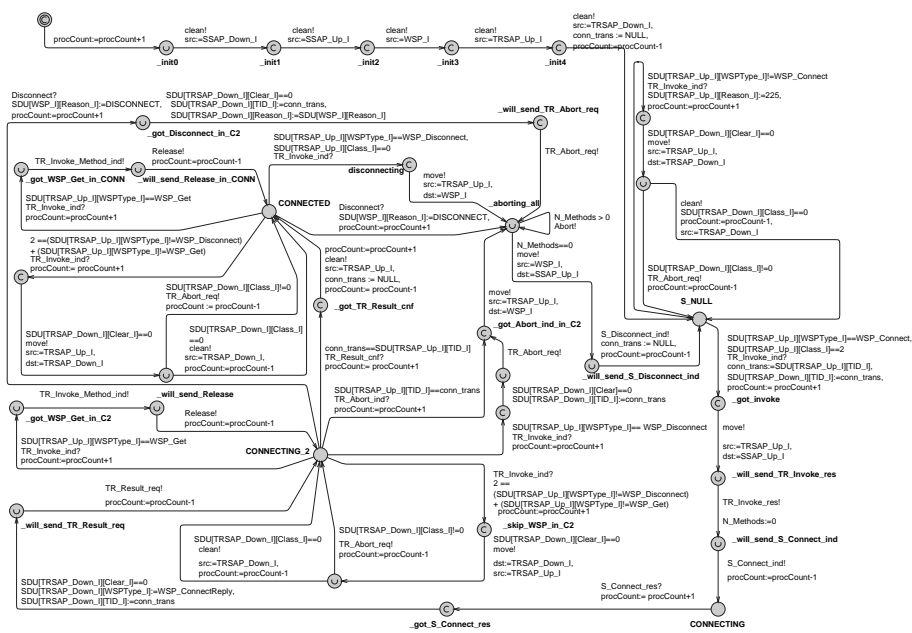 procCount:=procCount+1
_init0
clean!
src:=SSAP_Down_I
_init1
clean!
src:=SSAP_Up_I
_init2
clean!
src:=WSP_I
_init3
clean!
src:=TRSAP_Up_I
_init4
clean!
src:=TRSAP_Down_I,
conn_trans := NULL,
procCount:=procCount-1
Disconnect?
SDU[WSP_I][Reason_I]:=DISCONNECT,
procCount:=procCount+1
_got_Disconnect_in_C2
SDU[TRSAP_Down_I][Clear_I]==0
SDU[TRSAP_Down_I][TID_I]:=conn_trans,
SDU[TRSAP_Down_I][Reason_I]:=SDU[WSP_I][Reason_I]
_will_send_TR_Abort_req
TR_Abort_req!
SDU[TRSAP_Up_I][WSPType_I]!=WSP_Connect
TR_Invoke_ind?
SDU[TRSAP_Up_I][Reason_I]:=225,
procCount:=procCount+1
SDU[TRSAP_Down_I][Clear_I]==0
move!
src:=TRSAP_Up_I,
dst:=TRSAP_Down_I
clean!
SDU[TRSAP_Down_I][Class_I]==0
procCount:=procCount-1,
src:=TRSAP_Down_I
SDU[TRSAP_Down_I][Class_I]!=0
TR_Abort_req!
procCount:=procCount-1
S_NULL
TR_Invoke_Method_ind!
_got_WSP_Get_in_CONN
Release!
procCount:=procCount-1
_will_send_Release_in_CONN
SDU[TRSAP_Up_I][WSPType_I]==WSP_Get
TR_Invoke_ind?
procCount:=procCount+1
CONNECTED
SDU[TRSAP_Up_I][WSPType_I]==WSP_Disconnect,
SDU[TRSAP_Up_I][Class_I]==0
TR_Invoke_ind?
disconnecting
move!
src:=TRSAP_Up_I,
dst:=WSP_I
_aborting_all
Disconnect?
SDU[WSP_I][Reason_I]:=DISCONNECT,
procCount:=procCount+1
N_Methods > 0
Abort!
N_Methods==0
move!
src:=WSP_I,
dst:=SSAP_Up_I
2 ==(SDU[TRSAP_Up_I][WSPType_I]!=WSP_Disconnect)
+ (SDU[TRSAP_Up_I][WSPType_I]!=WSP_Get)
TR_Invoke_ind?
procCount:= procCount+1
SDU[TRSAP_Down_I][Class_I]!=0
TR_Abort_req!
procCount := procCount-1
SDU[TRSAP_Down_I][Clear_I]==0
move!
src:=TRSAP_Up_I,
dst:=TRSAP_Down_I
SDU[TRSAP_Down_I][Class_I]
==0
clean!
src:=TRSAP_Down_I,
procCount:=procCount-1
procCount:=procCount+1
clean!
src:=TRSAP_Up_I,
conn_trans := NULL,
procCount:= procCount-1
_got_TR_Result_cnf
conn_trans==SDU[TRSAP_Up_I][TID_I]
TR_Result_cnf?
procCount:= procCount+1
move!
src:=TRSAP_Up_I,
dst:=WSP_I
_got_Abort_ind_in_C2
TR_Abort_req!
S_Disconnect_ind!
conn_trans := NULL,
procCount:=procCount-1
_will_send_S_Disconnect_ind
SDU[TRSAP_Up_I][WSPType_I]==WSP_Connect,
SDU[TRSAP_Up_I][Class_I]==2
TR_Invoke_ind?
conn_trans:=SDU[TRSAP_Up_I][TID_I],
SDU[TRSAP_Down_I][TID_I]:=conn_trans,
procCount:= procCount+1
_got_invoke
move!
src:=TRSAP_Up_I,
dst:=SSAP_Up_I
_will_send_TR_Invoke_res
TR_Invoke_res!
N_Methods:=0
_will_send_S_Connect_ind
S_Connect_ind!
procCount:=procCount-1
CONNECTING
S_Connect_res?
procCount:= procCount+1
_got_S_Connect_res
SDU[TRSAP_Up_I][TID_I]==conn_trans
TR_Abort_ind?
procCount:=procCount+1
SDU[TRSAP_Down_I][Clear]==0
SDU[TRSAP_Down_I][TID_I]:=conn_trans
SDU[TRSAP_Up_I][WSPType_I]== WSP_Disconnect
TR_Invoke_ind?
procCount:=procCount+1
TR_Invoke_Method_ind!
_got_WSP_Get_in_C2
_will_send_Release
Release!
procCount:=procCount-1
SDU[TRSAP_Up_I][WSPType_I]==WSP_Get
TR_Invoke_ind?
procCount:=procCount+1
CONNECTING_2
TR_Invoke_ind?
2 ==
(SDU[TRSAP_Up_I][WSPType_I]!=WSP_Disconnect)
+ (SDU[TRSAP_Up_I][WSPType_I]!=WSP_Get)
procCount:=procCount+1
_skip_WSP_in_C2
SDU[TRSAP_Down_I][Clear_I]==0
move!
dst:=TRSAP_Down_I,
src:=TRSAP_Up_I
TR_Result_req!
procCount:=procCount-1
_will_send_TR_Result_req
SDU[TRSAP_Down_I][Class_I]==0
clean!
src:=TRSAP_Down_I,
procCount:=procCount-1
SDU[TRSAP_Down_I][Class_I]!=0
TR_Abort_req!
procCount:=procCount-1
SDU[TRSAP_Down_I][Clear_I]==0
SDU[TRSAP_Down_I][WSPType_I]:=WSP_ConnectReply,
SDU[TRSAP_Down_I][TID_I]:=conn_trans